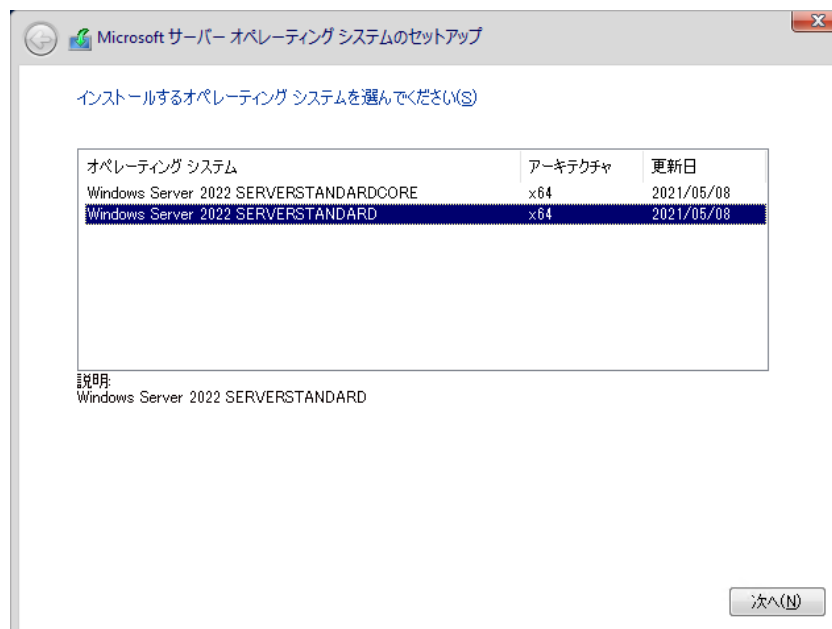 Microsoft サーバー オペレーティング システムのセットアップ
インストールするオペレーティング システムを選んでください(S)
オペレーティング システム アーキテクチャ 更新日
Windows Server 2022 SERVERSTANDARDCORE x64 2021/05/08
Windows Server 2022 SERVERSTANDARD x64 2021/05/08
説明:
Windows Server 2022 SERVERSTANDARD
次へ(N)